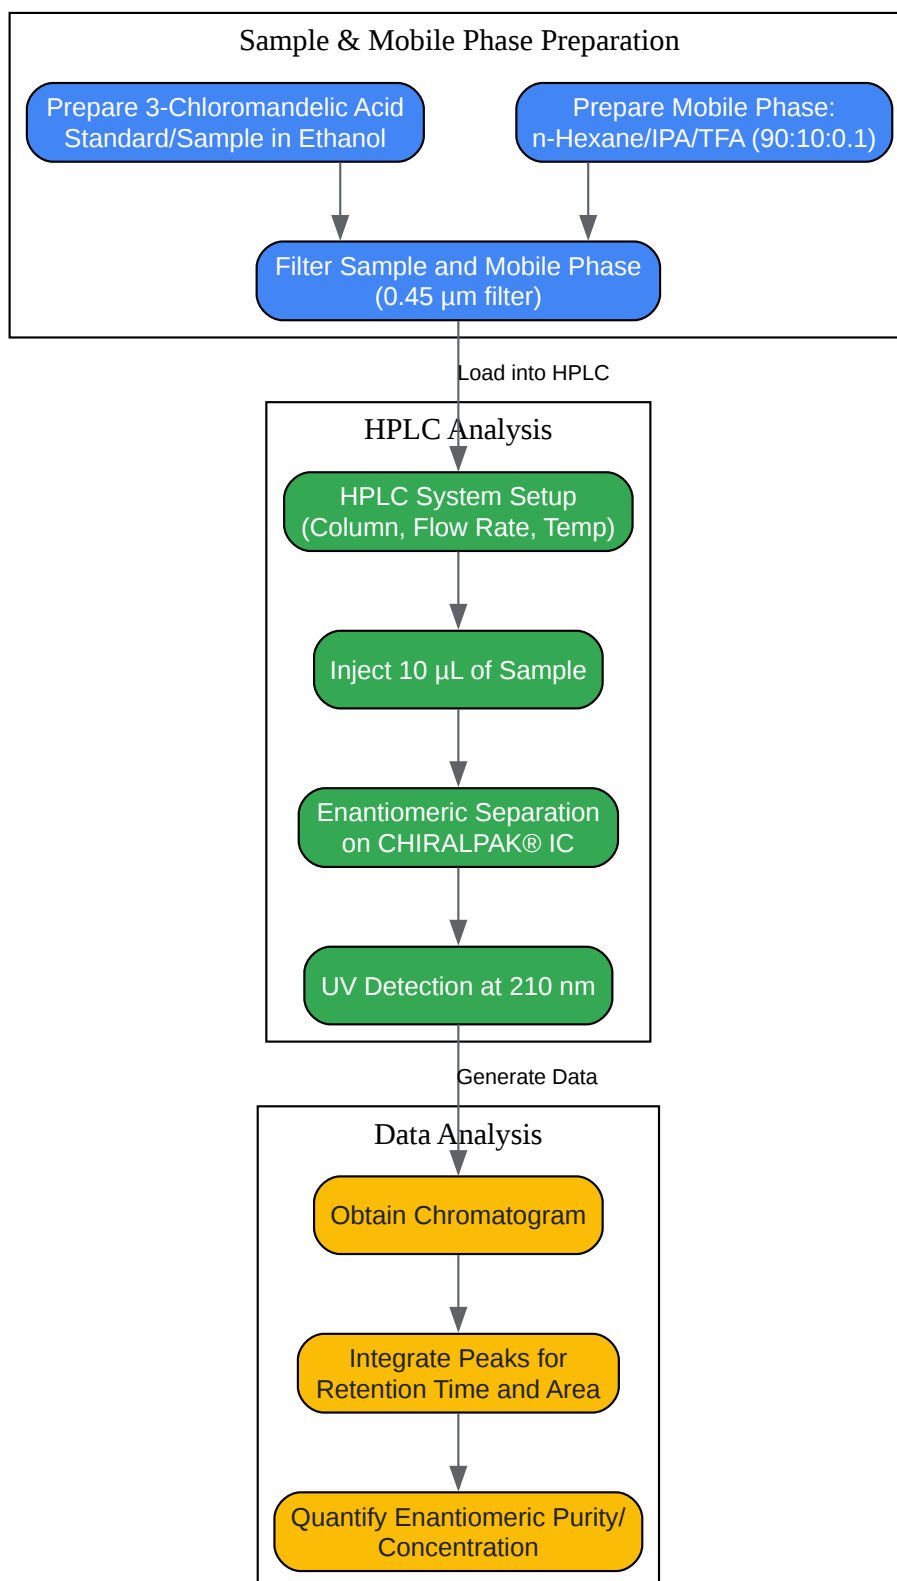 Sample & Mobile Phase Preparation
Prepare 3-Chloromandelic Acid
Standard/Sample in Ethanol
Prepare Mobile Phase:
n-Hexane/IPA/TFA (90:10:0.1)
Filter Sample and Mobile Phase
(0.45 µm filter)
Load into HPLC
HPLC Analysis
HPLC System Setup
(Column, Flow Rate, Temp)
Inject 10 µL of Sample
Enantiomeric Separation
on CHIRALPAK® IC
UV Detection at 210 nm
Generate Data
Data Analysis
Obtain Chromatogram
Integrate Peaks for
Retention Time and Area
Quantify Enantiomeric Purity/
Concentration